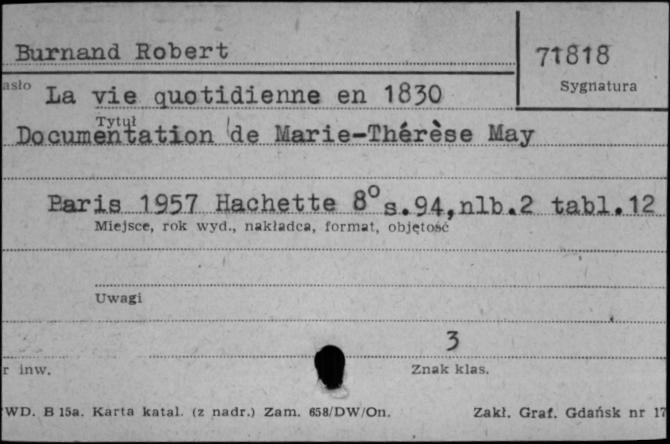 Burnand Robert
71818
asło
Sygnatura
La vie quotidienne en 1830
Tytuł
Documentation de Marie-Thérèse May
Paris 1957 Hachette 8° s.94,nlb.2 tabl.12
Miejsce, rok wyd., nakładca, format, objętość
Uwagi
3
r inw.
Znak klas.
WD. B 15a. Karta katal. (z nadr.) Zam. 658/DW/On.
Zakł. Graf. Gdańsk nr 17